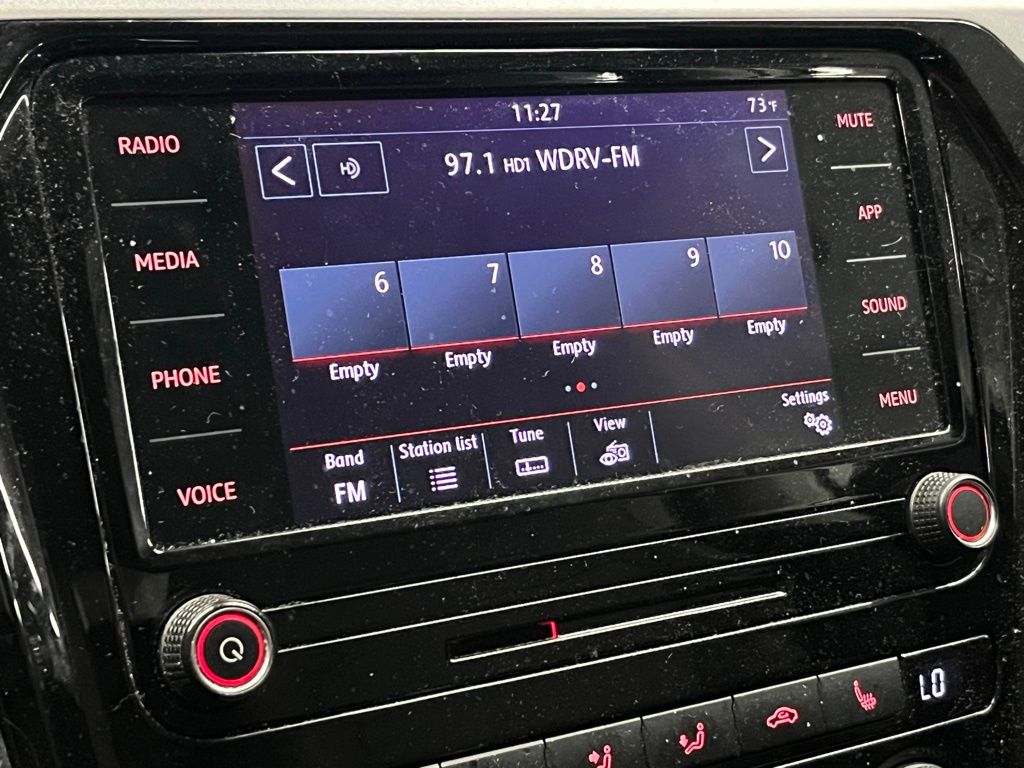 11:27
73°F
RADIO
MUTE
97.1 HD1 WDRV-FM
HD
MEDIA
APP
6
7
8
9
10
Empty
Empty
Empty
Empty
Empty
SOUND
PHONE
MENU
Settings
Band
Station list
Tune
View
FM
VOICE
LO